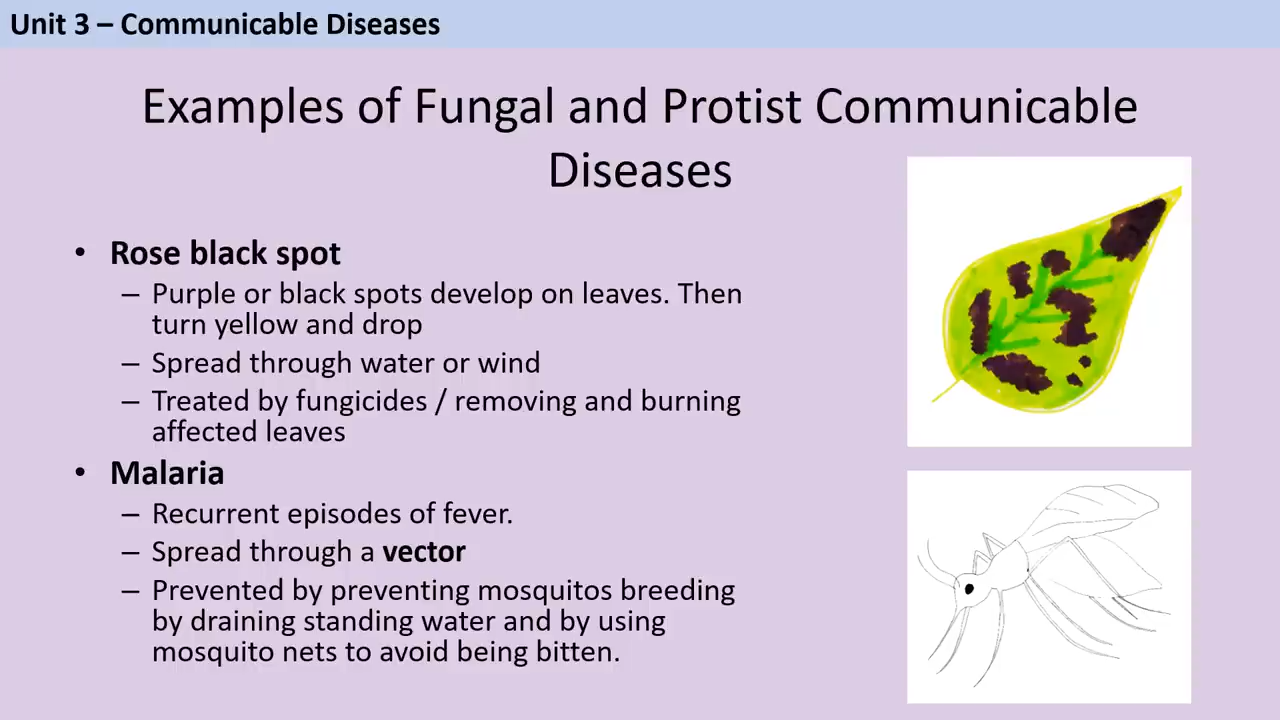 Unit 3 – Communicable Diseases
Examples of Fungal and Protist Communicable
Diseases
• Rose black spot
– Purple or black spots develop on leaves. Then
turn yellow and drop
– Spread through water or wind
– Treated by fungicides / removing and burning
affected leaves
• Malaria
– Recurrent episodes of fever.
– Spread through a vector
– Prevented by preventing mosquitos breeding
by draining standing water and by using
mosquito nets to avoid being bitten.